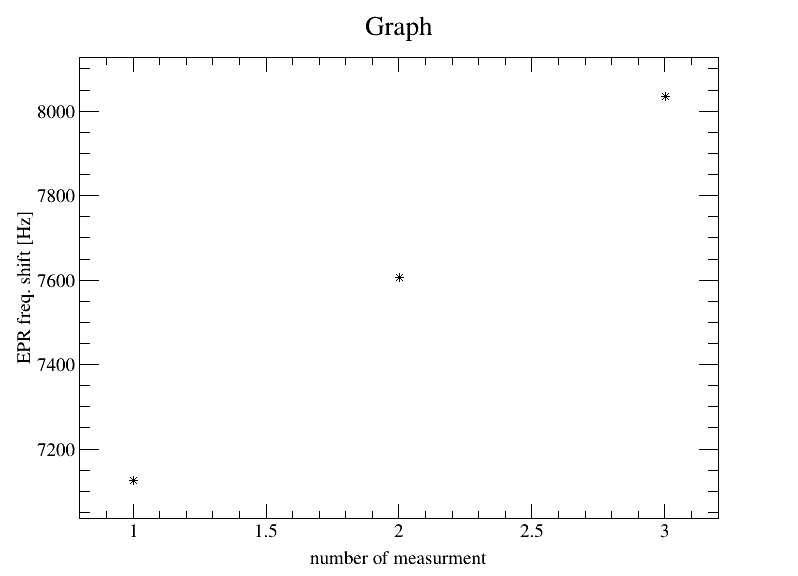 Graph
EPR freq. shift [Hz]
8000
7800
7600
7400
7200
1 1.5 2 2.5 3
number of measurment